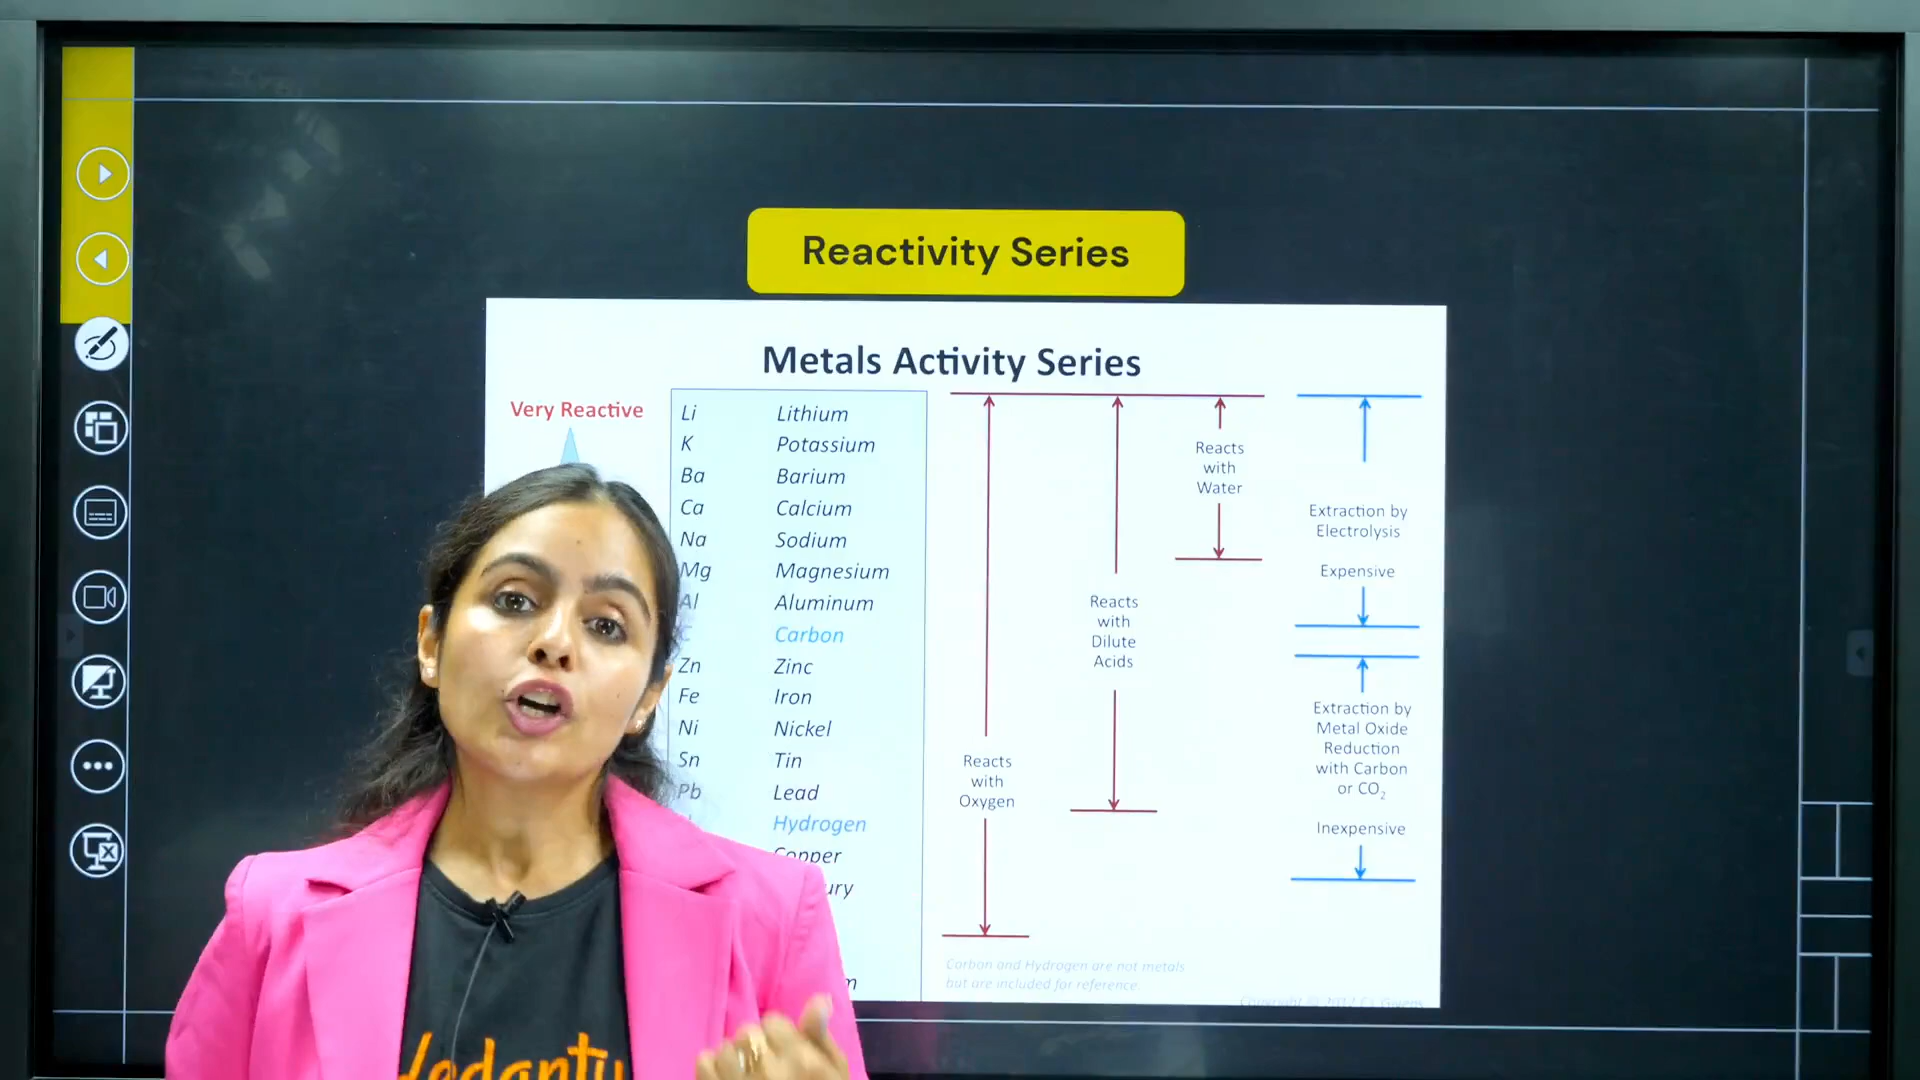 Reactivity Series
Metals Activity Series
Very Reactive
Li Lithium
K Potassium
Ba Barium
Ca Calcium
Na Sodium
Mg Magnesium
Al Aluminum
Carbon
Zn Zinc
Fe Iron
Ni Nickel
Sn Tin
Pb Lead
Hydrogen
Copper
Reacts
with
Oxygen
Reacts
with
Dilute
Acids
Reacts
with
Water
Extraction by
Electrolysis
Expensive
Extraction by
Metal Oxide
Reduction
with Carbon
or CO₂
Inexpensive
Carbon and Hydrogen are not metals
but are included for reference.